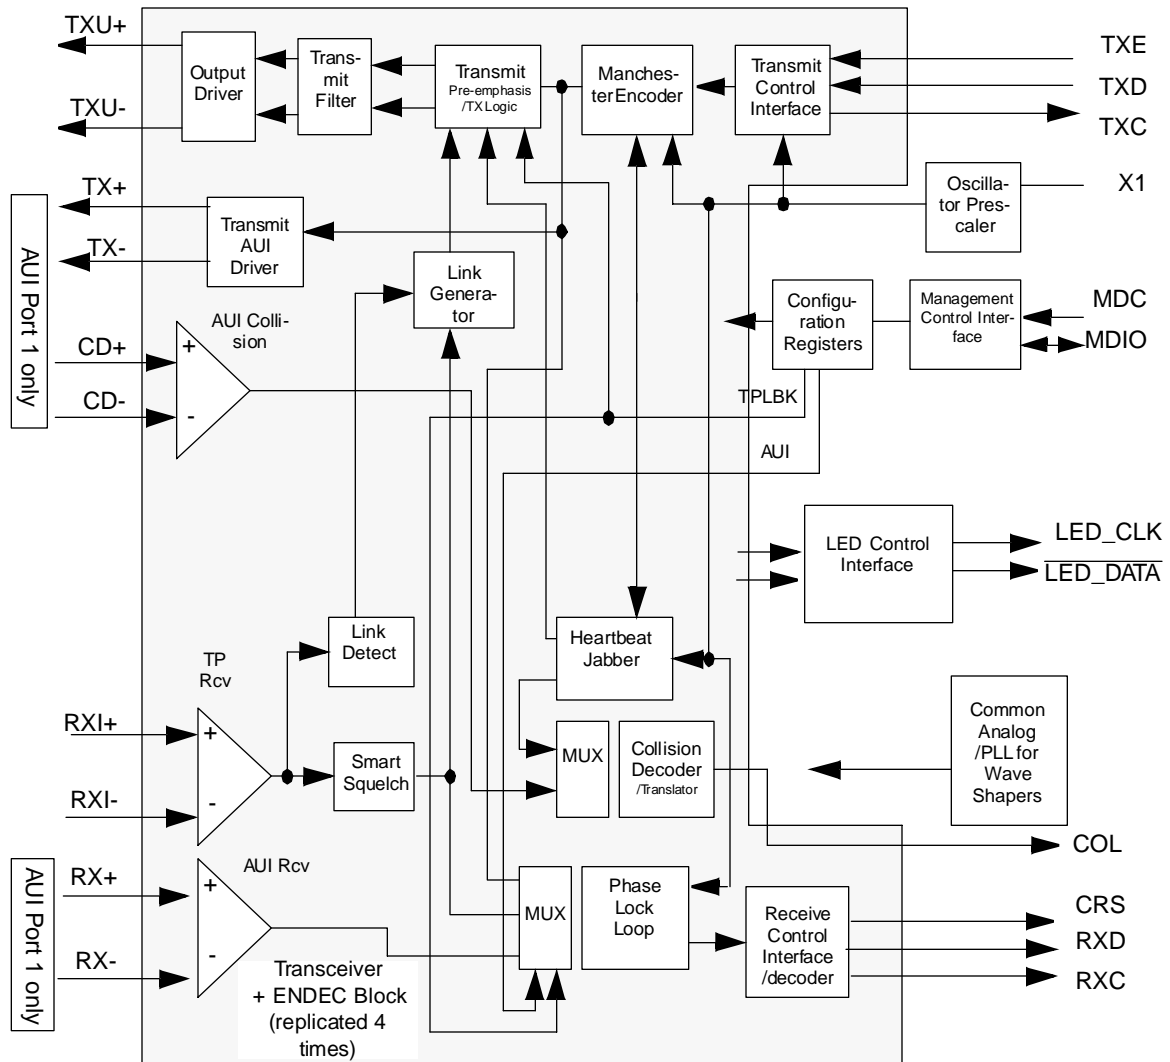 TXU+
TXU-
Output
Driver
Trans-
mit
Filter
Transmit
Pre-emphasis
/TX Logic
Manches-
ter Encoder
Transmit
Control
Interface
TXE
TXD
TXC
X1
Oscilla-
tor Pres-
caler
AUI Port 1 only
TX+
TX-
CD+
CD-
Transmit
AUI
Driver
AUI Colli-
sion
+
-
Link
Genera-
tor
Configu-
ration
Registers
Management
Control Inter-
face
MDC
MDIO
TPLBK
AUI
LED Control
Interface
LED_CLK
LED_DATA
Link
Detect
Heartbeat
Jabber
TP
Rcv
RXI+
RXI-
+
-
Smart
Squelch
MUX
Collision
Decoder
/Translator
Common
Analog
/PLL for
Wave
Shapers
COL
AUI Port 1 only
RX+
RX-
AUI Rcv
+
-
MUX
Phase
Lock
Loop
Receive
Control
Interface
/decoder
CRS
RXD
RXC
Transceiver
+ ENDEC Block
(replicated 4
times)